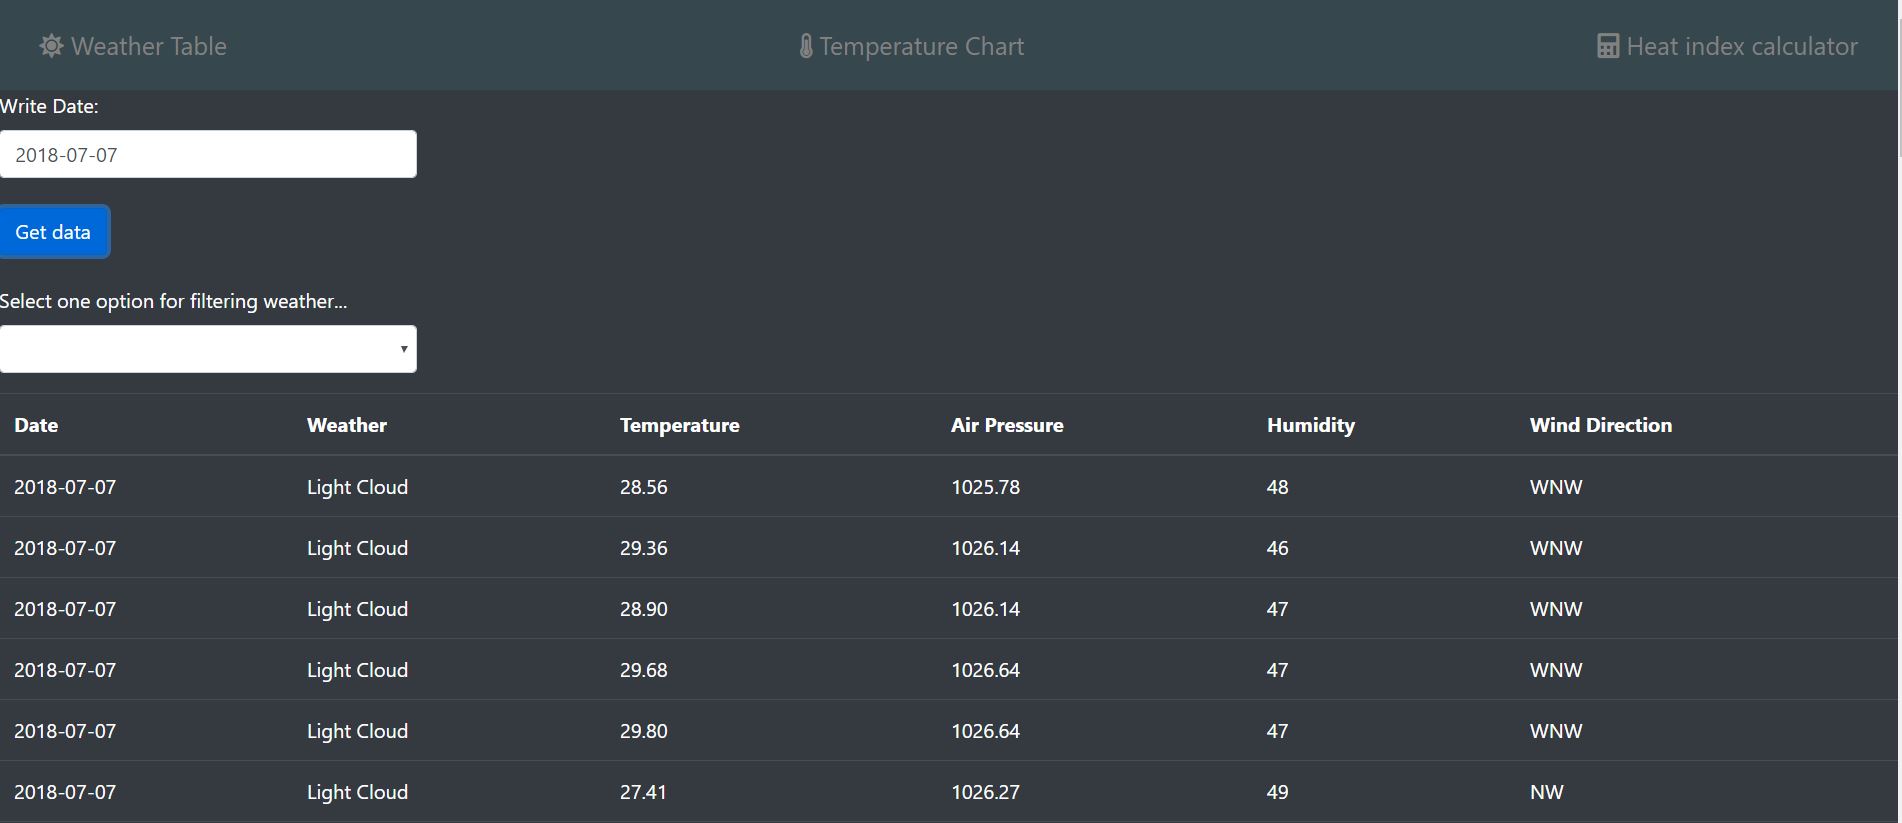 Weather Table Temperature Chart Heat index calculator
Write Date:
2018-07-07
Get data
Select one option for filtering weather...
Date Weather Temperature Air Pressure Humidity Wind Direction
2018-07-07 Light Cloud 28.56 1025.78 48 WNW
2018-07-07 Light Cloud 29.36 1026.14 46 WNW
2018-07-07 Light Cloud 28.90 1026.14 47 WNW
2018-07-07 Light Cloud 29.68 1026.64 47 WNW
2018-07-07 Light Cloud 29.80 1026.64 47 WNW
2018-07-07 Light Cloud 27.41 1026.27 49 NW